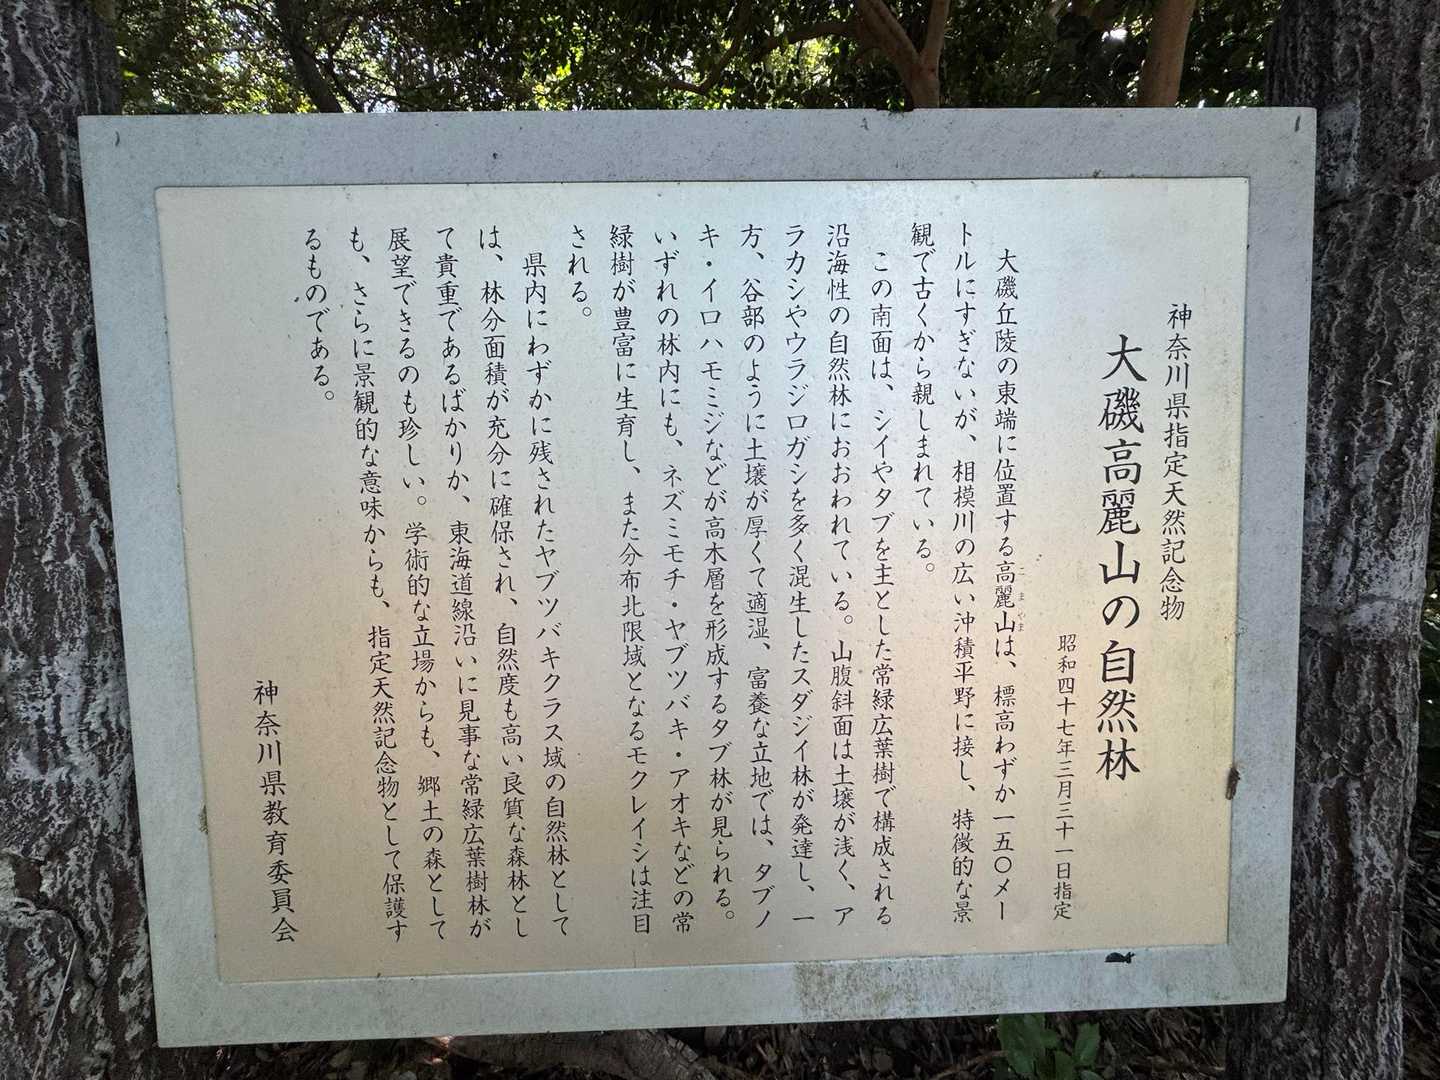 神奈川県指定天然記念物
大磯高麗山の自然林
昭和四十七年三月三十一日指定
大磯丘陵の東端に位置する高麗山は、標高わずか一五〇メー
こまやま
トルにすぎないが、相模川の広い沖積平野に接し、特徴的な景
観で古くから親しまれている。
この南面は、シイやタブを主とした常緑広葉樹で構成される
沿海性の自然林におおわれている。山腹斜面は土壌が浅く、ア
ラカシやウラジロガシを多く混生したスダジイ林が発達し、一
方、谷部のように土壌が厚くて適湿、富養な立地では、タブノ
キ・イロハモミジなどが高木層を形成するタブ林が見られる。
いずれの林内にも、ネズミモチ・ヤブツバキ・アオキなどの常
緑樹が豊富に生育し、また分布北限域となるモクレイシは注目
される。
県内にわずかに残されたヤブツバキクラス域の自然林として
は、林分面積が充分に確保され、自然度も高い良質な森林とし
て貴重であるばかりか、東海道線沿いに見事な常緑広葉樹林が
展望できるのも珍しい。学術的な立場からも、郷土の森として
も、さらに景観的な意味からも、指定天然記念物として保護す
るものである。
神奈川県教育委員会